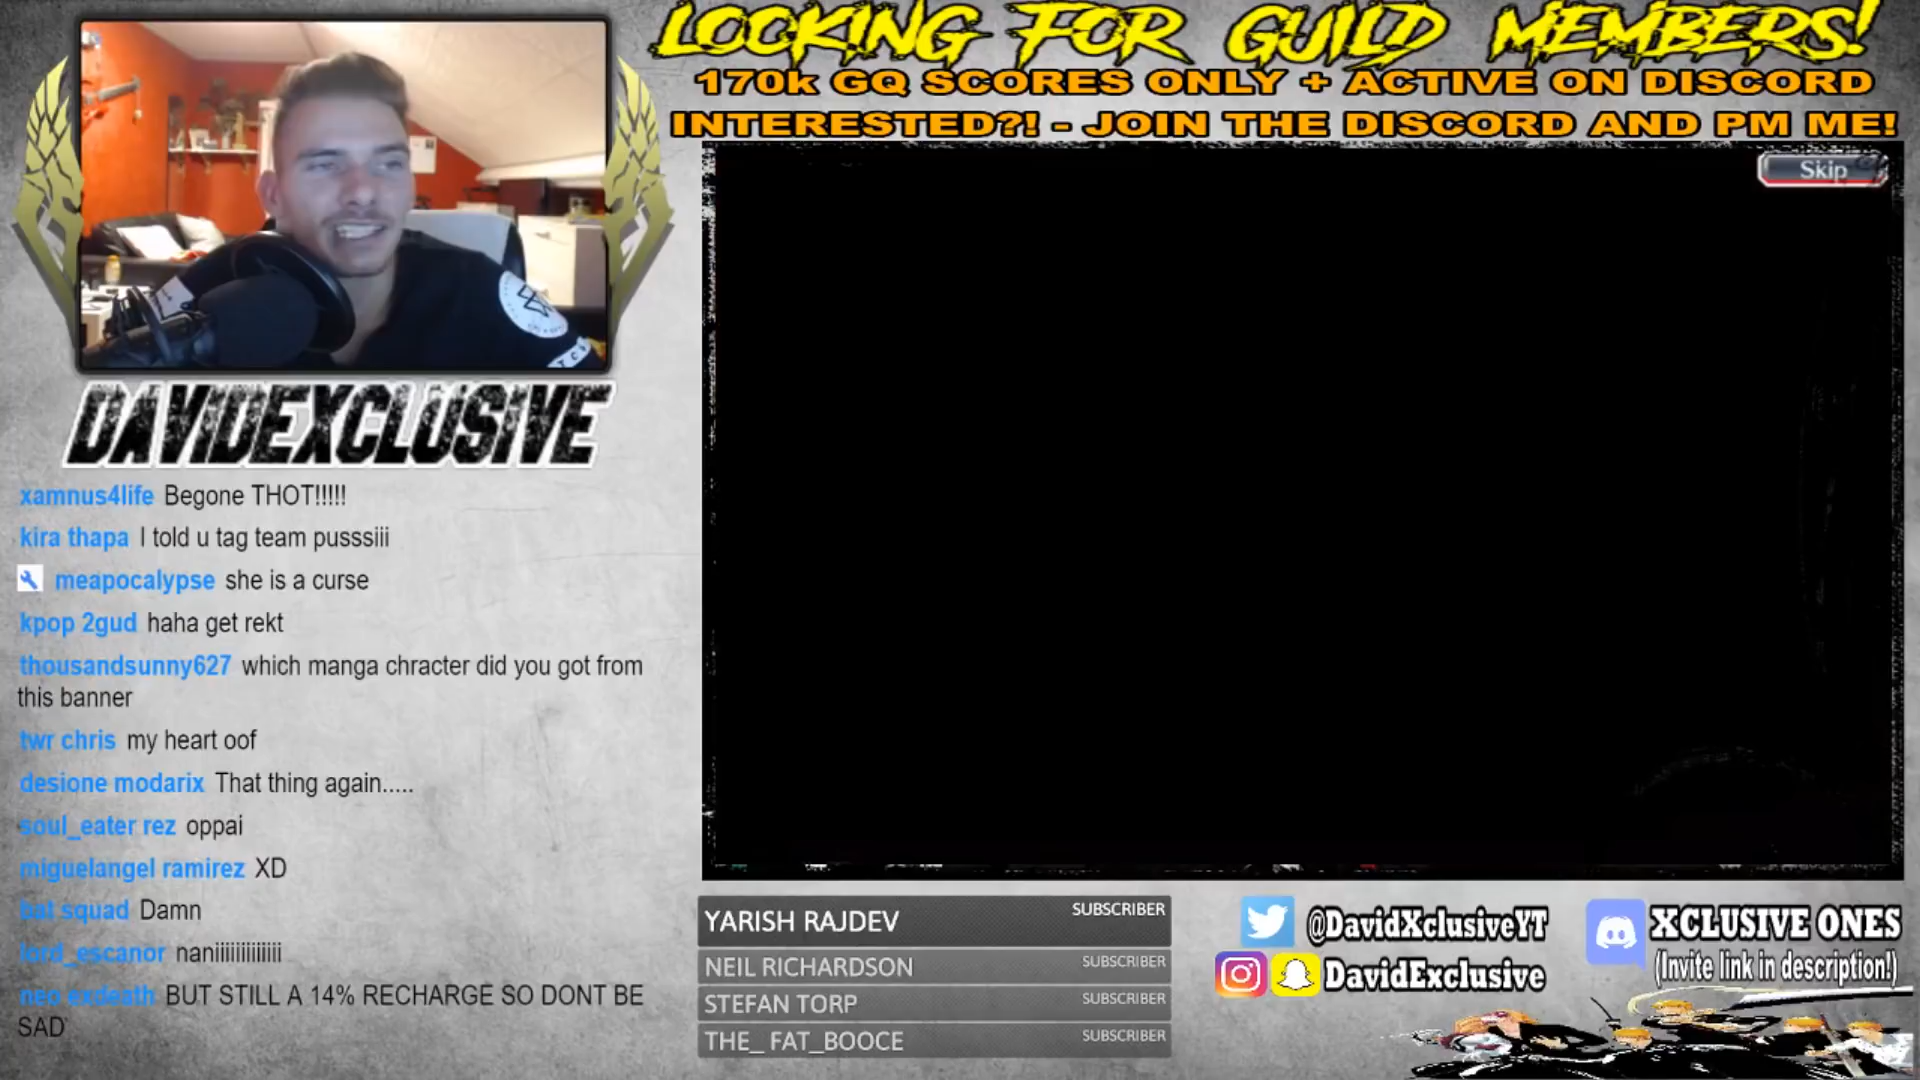 LOOKING FOR GUILD MEMBERS!
170k GQ SCORES ONLY + ACTIVE ON DISCORD
INTERESTED?! - JOIN THE DISCORD AND PM ME!
Skip
DAVIDEXCLUSIVE
xamnus4life Begone THOT!!!!!
kira thapa I told u tag team pusssiii
meapocalypse she is a curse
kpop 2gud haha get rekt
thousandsunny627 which manga chracter did you got from
this banner
twr chris my heart oof
desione modarix That thing again.....
soul_eater rez oppai
miguelangel ramirez XD
bat squad Damn
lord_escanor naniiiiiiiiiiiii
neo exdeath BUT STILL A 14% RECHARGE SO DONT BE
SAD
YARISH RAJDEV SUBSCRIBER
NEIL RICHARDSON SUBSCRIBER
STEFAN TORP SUBSCRIBER
THE_ FAT_BOOCE SUBSCRIBER
@DavidXclusiveYT
DavidExclusive
XCLUSIVE ONES
(Invite link in description!)